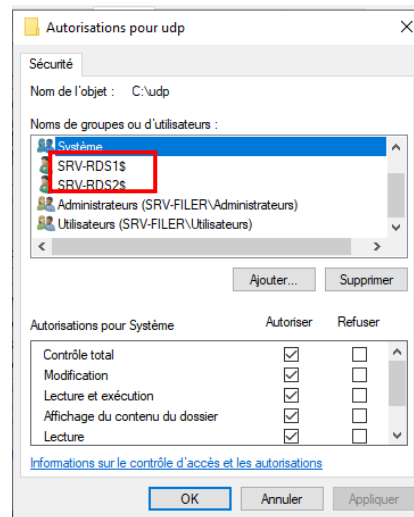 Autorisations pour udp
Sécurité
Nom de l'objet : C:\udp
Noms de groupes ou d'utilisateurs :
Système
SRV-RDS1$
SRV-RDS2$
Administrateurs (SRV-FILER\Administrateurs)
Utilisateurs (SRV-FILER\Utilisateurs)
Ajouter... Supprimer
Autorisations pour Système Autoriser Refuser
Contrôle total
Modification
Lecture et exécution
Affichage du contenu du dossier
Lecture
Informations sur le contrôle d'accès et les autorisations
OK Annuler Appliquer